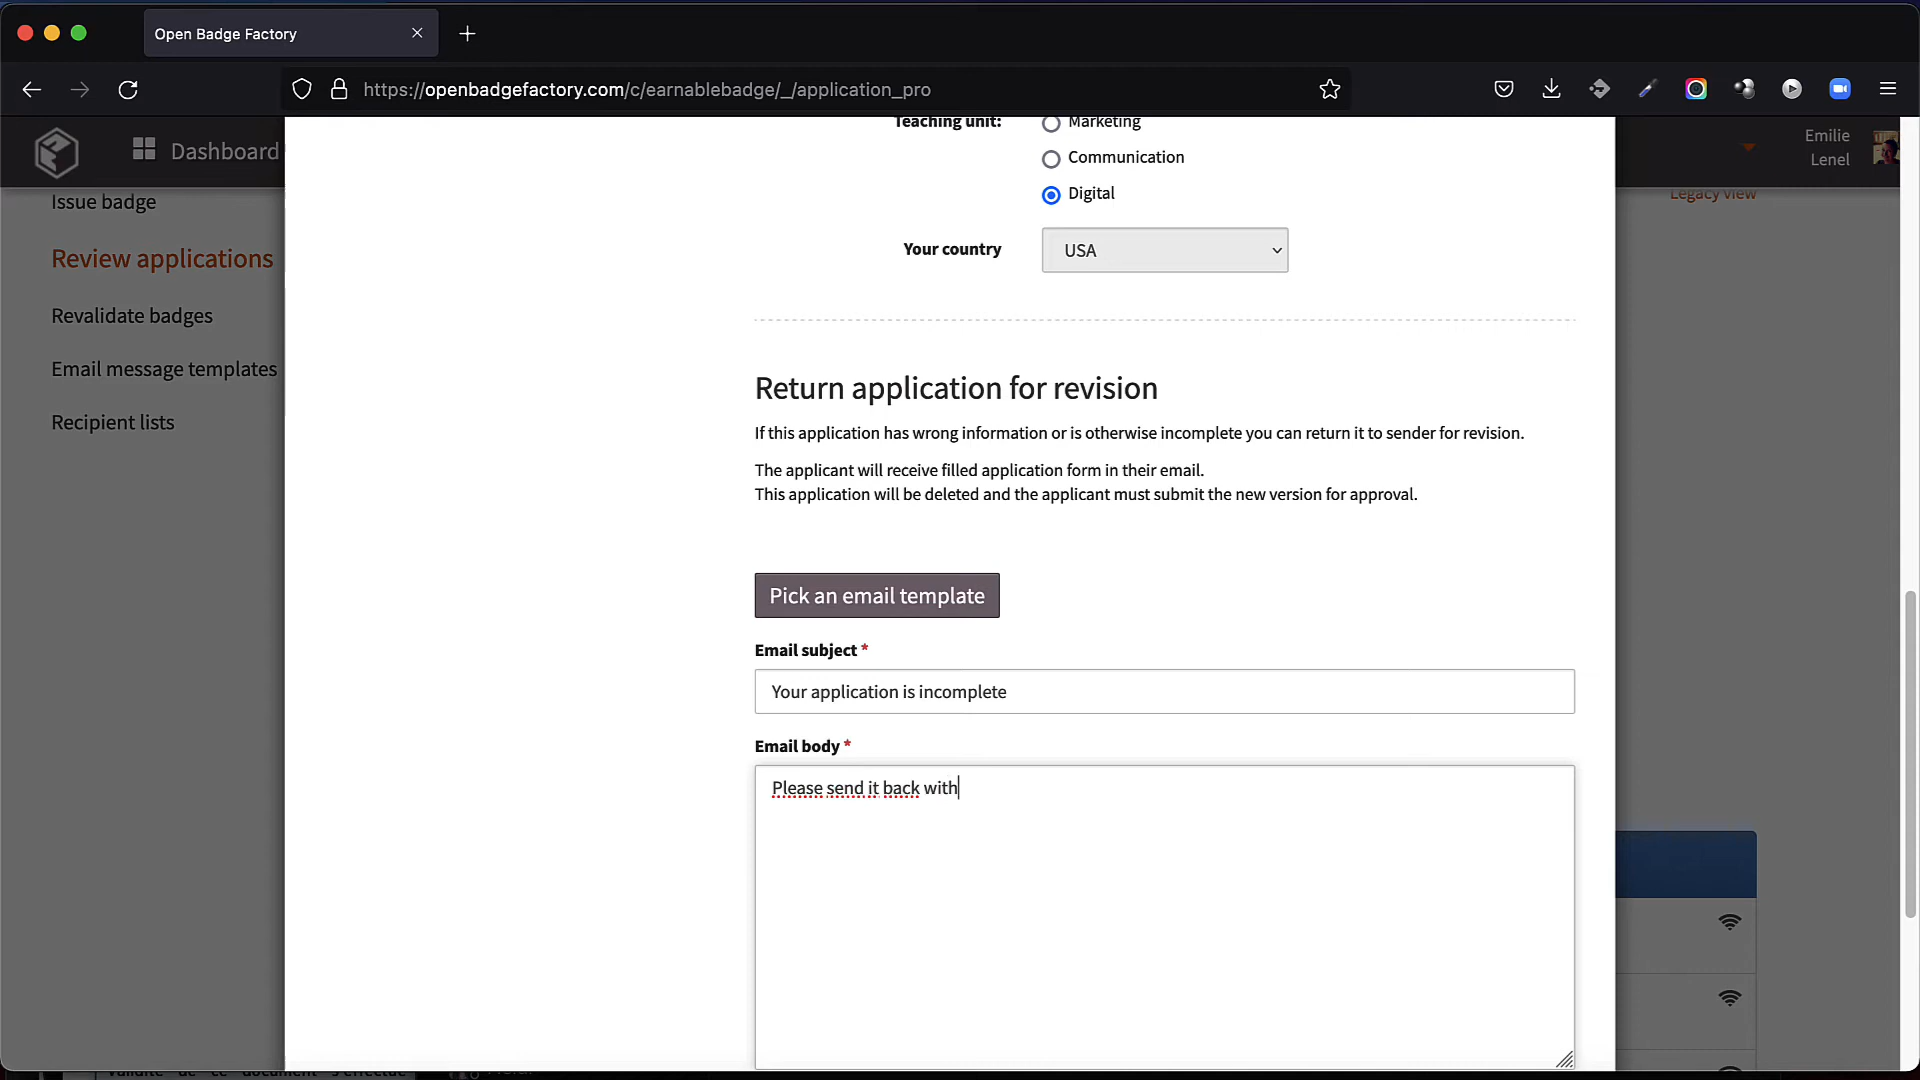 Open Badge Factory
https://openbadgefactory.com/c/earnablebadge/_/application_pro
Dashboard
Emilie
Lenel
Legacy view
Issue badge
Review applications
Revalidate badges
Email message templates
Recipient lists
Teaching unit:
Marketing
Communication
Digital
Your country
USA
Return application for revision
If this application has wrong information or is otherwise incomplete you can return it to sender for revision.
The applicant will receive filled application form in their email.
This application will be deleted and the applicant must submit the new version for approval.
Pick an email template
Email subject *
Your application is incomplete
Email body *
Please send it back with